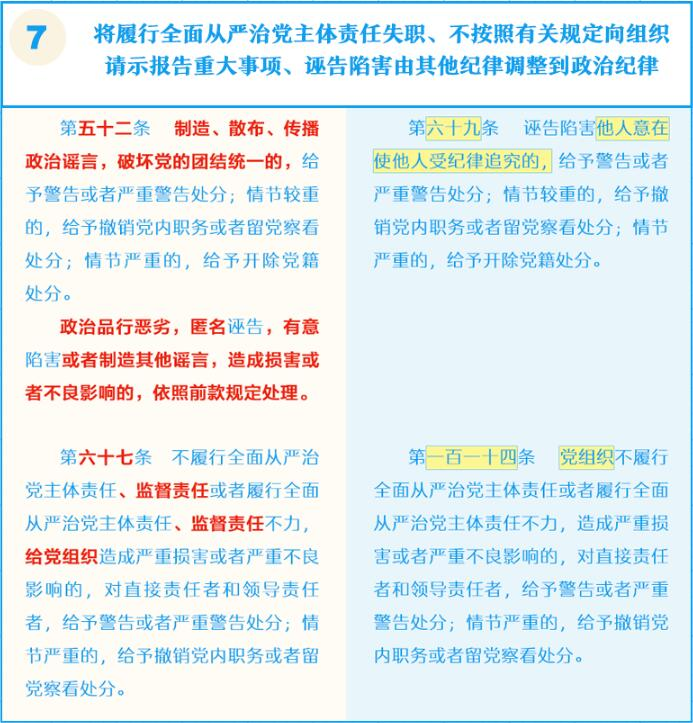 7
将履行全面从严治党主体责任失职、不按照有关规定向组织
请示报告重大事项、诬告陷害由其他纪律调整到政治纪律
第五十二条 制造、散布、传播
政治谣言，破坏党的团结统一的，给
予警告或者严重警告处分；情节较重
的，给予撤销党内职务或者留党察看
处分；情节严重的，给予开除党籍
处分。
政治品行恶劣，匿名诬告，有意
陷害或者制造其他谣言，造成损害或
者不良影响的，依照前款规定处理。
第六十九条 诬告陷害他人意在
使他人受纪律追究的，给予警告或者
严重警告处分；情节较重的，给予撤
销党内职务或者留党察看处分；情节
严重的，给予开除党籍处分。
第六十七条 不履行全面从严治
党主体责任、监督责任或者履行全面
从严治党主体责任、监督责任不力，
给党组织造成严重损害或者严重不良
影响的，对直接责任者和领导责任
者，给予警告或者严重警告处分；情
节严重的，给予撤销党内职务或者留
党察看处分。
第一百一十四条 党组织不履行
全面从严治党主体责任或者履行全面
从严治党主体责任不力，造成严重损
害或者严重不良影响的，对直接责任
者和领导责任者，给予警告或者严重
警告处分；情节严重的，给予撤销党
内职务或者留党察看处分。